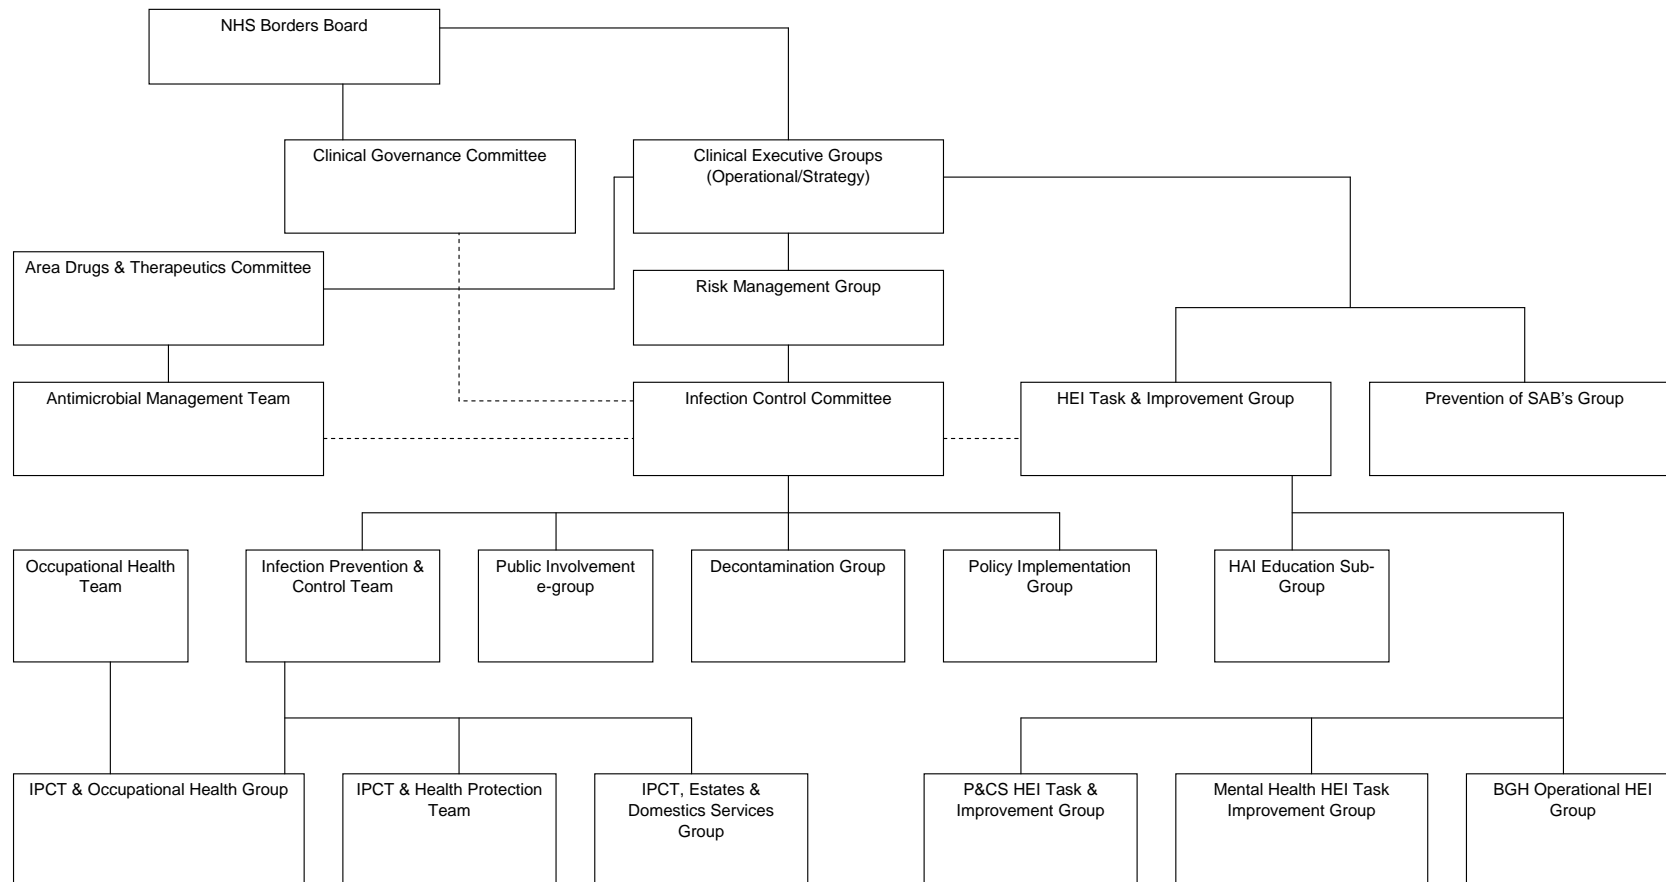 NHS Borders Board
Clinical Governance Committee
Clinical Executive Groups
(Operational/Strategy)
Area Drugs & Therapeutics Committee
Risk Management Group
Antimicrobial Management Team
Infection Control Committee
HEI Task & Improvement Group
Prevention of SAB’s Group
Occupational Health
Team
Infection Prevention &
Control Team
Public Involvement
e-group
Decontamination Group
Policy Implementation
Group
HAI Education Sub-
Group
IPCT & Occupational Health Group
IPCT & Health Protection
Team
IPCT, Estates &
Domestics Services
Group
P&CS HEI Task &
Improvement Group
Mental Health HEI Task
Improvement Group
BGH Operational HEI
Group